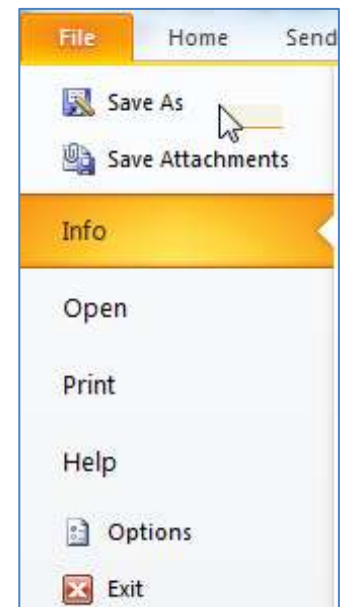 File Home Send
Save As
Save Attachments
Info
Open
Print
Help
Options
Exit